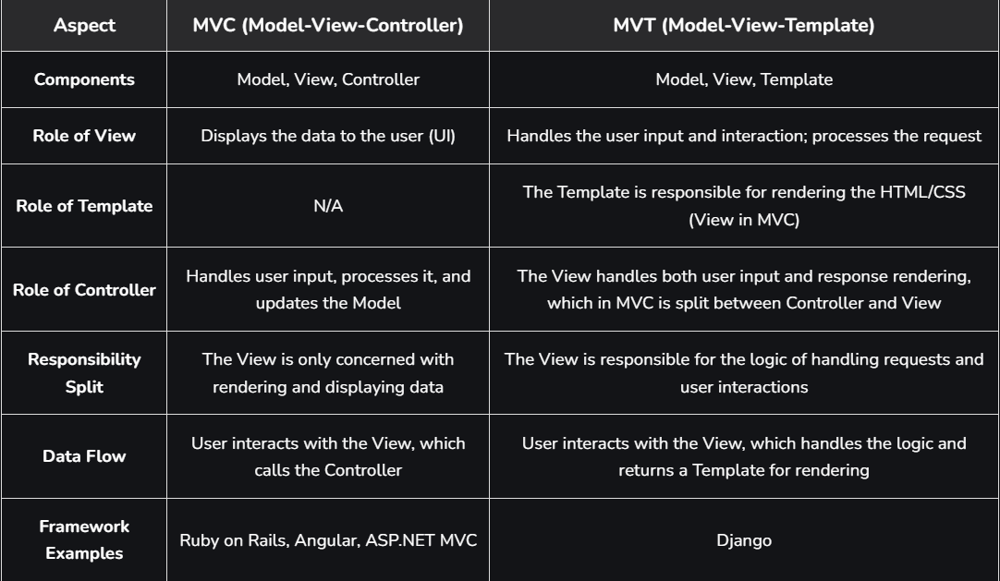 Aspect MVC (Model-View-Controller) MVT (Model-View-Template)
Components Model, View, Controller Model, View, Template
Role of View Displays the data to the user (UI) Handles the user input and interaction; processes the request
Role of Template N/A The Template is responsible for rendering the HTML/CSS
(View in MVC)
Role of Controller Handles user input, processes it, and
updates the Model
The View handles both user input and response rendering,
which in MVC is split between Controller and View
Responsibility
Split
The View is only concerned with
rendering and displaying data
The View is responsible for the logic of handling requests and
user interactions
Data Flow User interacts with the View, which
calls the Controller
User interacts with the View, which handles the logic and
returns a Template for rendering
Framework
Examples
Ruby on Rails, Angular, ASP.NET MVC Django